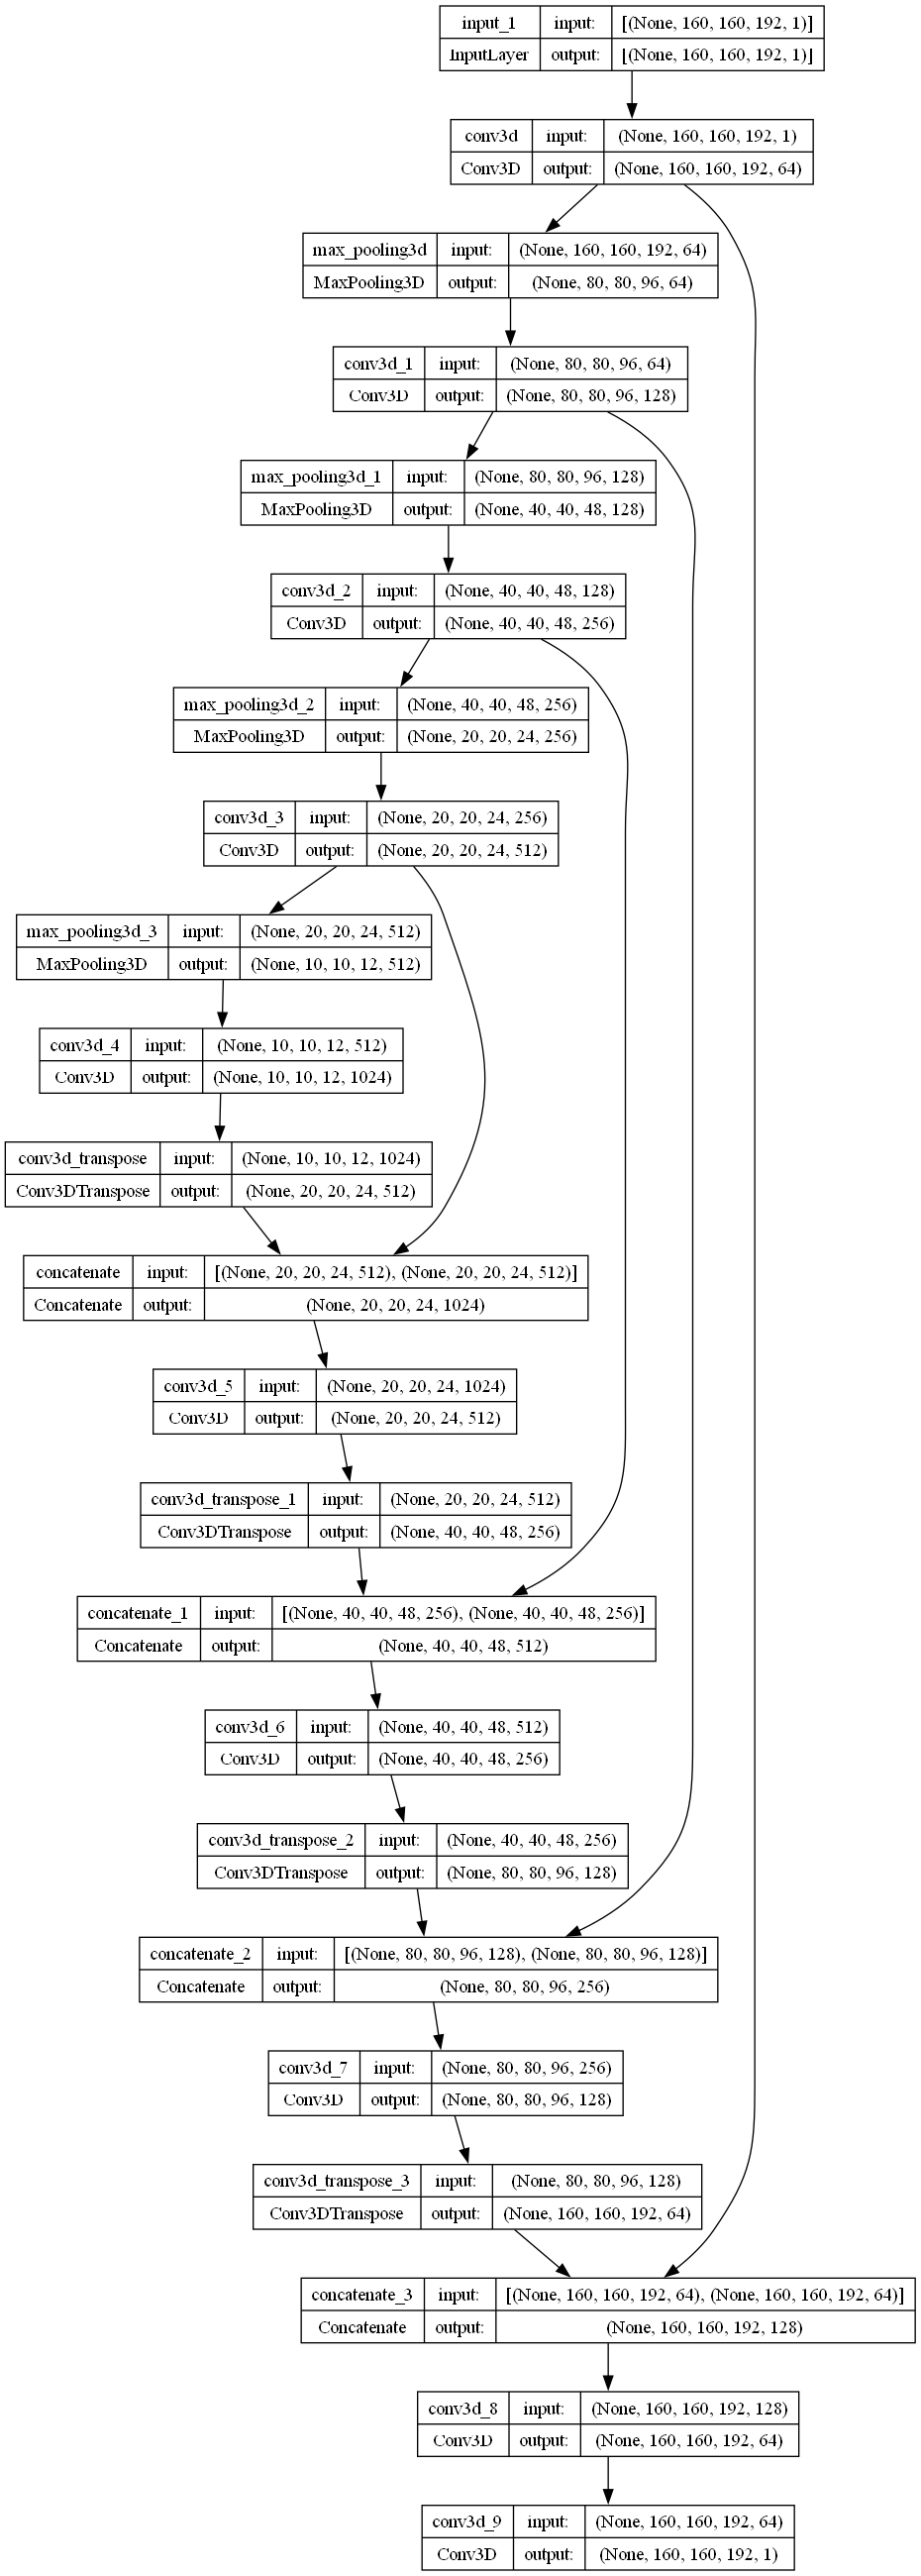 input_1 input: [(None, 160, 160, 192, 1)]
InputLayer output: [(None, 160, 160, 192, 1)]
conv3d input: (None, 160, 160, 192, 1)
Conv3D output: (None, 160, 160, 192, 64)
max_pooling3d input: (None, 160, 160, 192, 64)
MaxPooling3D output: (None, 80, 80, 96, 64)
conv3d_1 input: (None, 80, 80, 96, 64)
Conv3D output: (None, 80, 80, 96, 128)
max_pooling3d_1 input: (None, 80, 80, 96, 128)
MaxPooling3D output: (None, 40, 40, 48, 128)
conv3d_2 input: (None, 40, 40, 48, 128)
Conv3D output: (None, 40, 40, 48, 256)
max_pooling3d_2 input: (None, 40, 40, 48, 256)
MaxPooling3D output: (None, 20, 20, 24, 256)
conv3d_3 input: (None, 20, 20, 24, 256)
Conv3D output: (None, 20, 20, 24, 512)
max_pooling3d_3 input: (None, 20, 20, 24, 512)
MaxPooling3D output: (None, 10, 10, 12, 512)
conv3d_4 input: (None, 10, 10, 12, 512)
Conv3D output: (None, 10, 10, 12, 1024)
conv3d_transpose input: (None, 10, 10, 12, 1024)
Conv3DTranspose output: (None, 20, 20, 24, 512)
concatenate input: [(None, 20, 20, 24, 512), (None, 20, 20, 24, 512)]
Concatenate output: (None, 20, 20, 24, 1024)
conv3d_5 input: (None, 20, 20, 24, 1024)
Conv3D output: (None, 20, 20, 24, 512)
conv3d_transpose_1 input: (None, 20, 20, 24, 512)
Conv3DTranspose output: (None, 40, 40, 48, 256)
concatenate_1 input: [(None, 40, 40, 48, 256), (None, 40, 40, 48, 256)]
Concatenate output: (None, 40, 40, 48, 512)
conv3d_6 input: (None, 40, 40, 48, 512)
Conv3D output: (None, 40, 40, 48, 256)
conv3d_transpose_2 input: (None, 40, 40, 48, 256)
Conv3DTranspose output: (None, 80, 80, 96, 128)
concatenate_2 input: [(None, 80, 80, 96, 128), (None, 80, 80, 96, 128)]
Concatenate output: (None, 80, 80, 96, 256)
conv3d_7 input: (None, 80, 80, 96, 256)
Conv3D output: (None, 80, 80, 96, 128)
conv3d_transpose_3 input: (None, 80, 80, 96, 128)
Conv3DTranspose output: (None, 160, 160, 192, 64)
concatenate_3 input: [(None, 160, 160, 192, 64), (None, 160, 160, 192, 64)]
Concatenate output: (None, 160, 160, 192, 128)
conv3d_8 input: (None, 160, 160, 192, 128)
Conv3D output: (None, 160, 160, 192, 64)
conv3d_9 input: (None, 160, 160, 192, 64)
Conv3D output: (None, 160, 160, 192, 1)